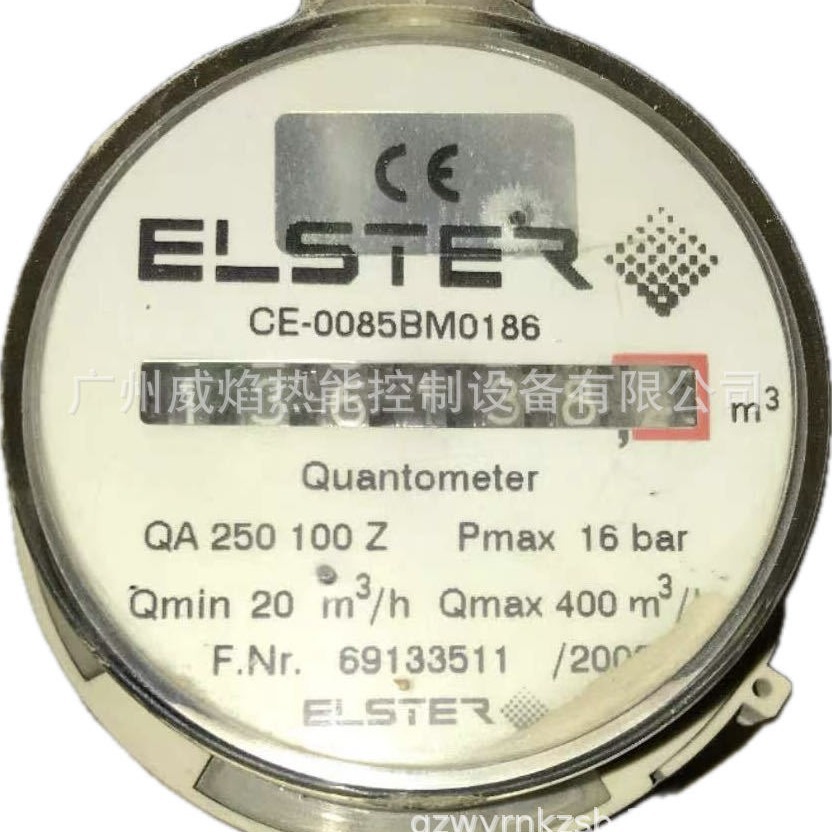 CE
ELSTER
CE-0085BM0186
广州威焰热能控制设备有限公司
m³
Quantometer
QA 250 100 Z Pmax 16 bar
Qmin 20 m³/h Qmax 400 m³/
F.Nr. 69133511 /200
ELSTER